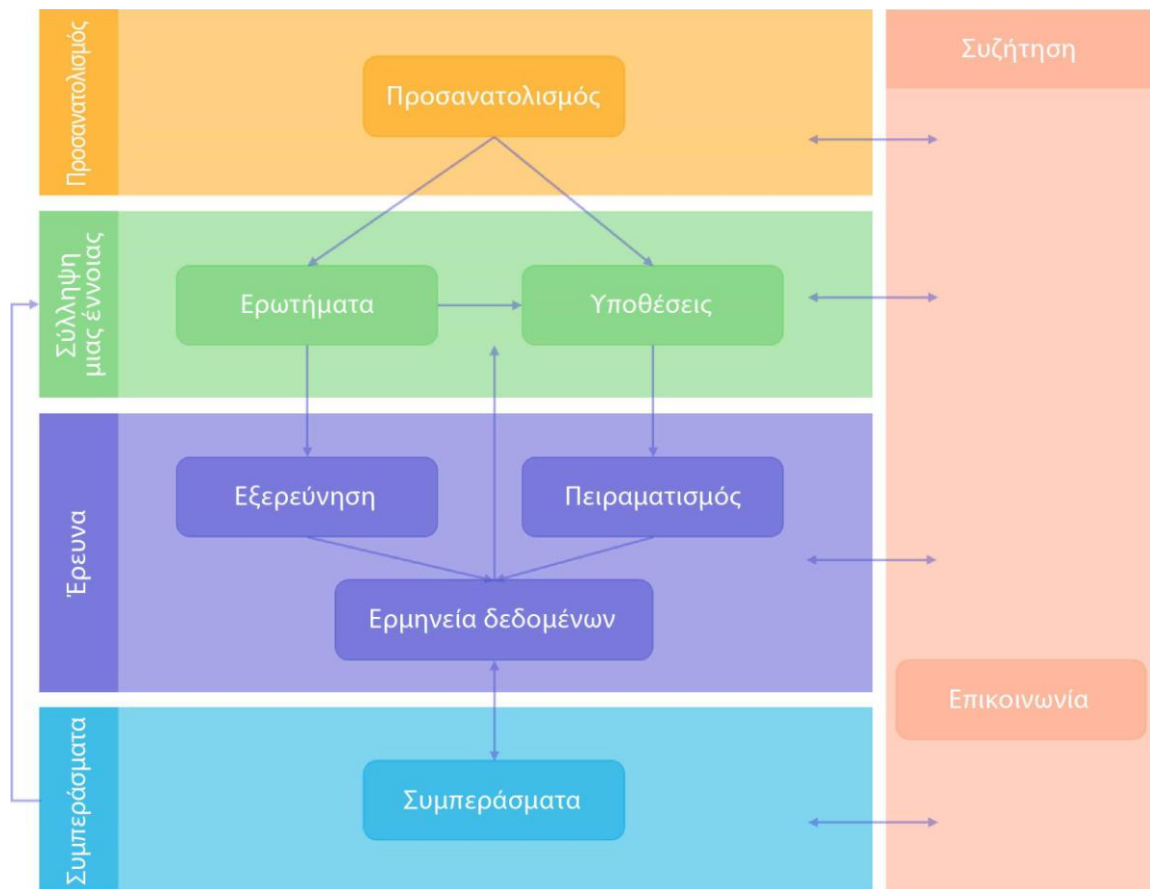 Προσανατολισμός
Προσανατολισμός
Συζήτηση
Σύλληψη
μιας έννοιας
Ερωτήματα
Υποθέσεις
Έρευνα
Εξερεύνηση
Πειραματισμός
Ερμηνεία δεδομένων
Επικοινωνία
Συμπεράσματα
Συμπεράσματα